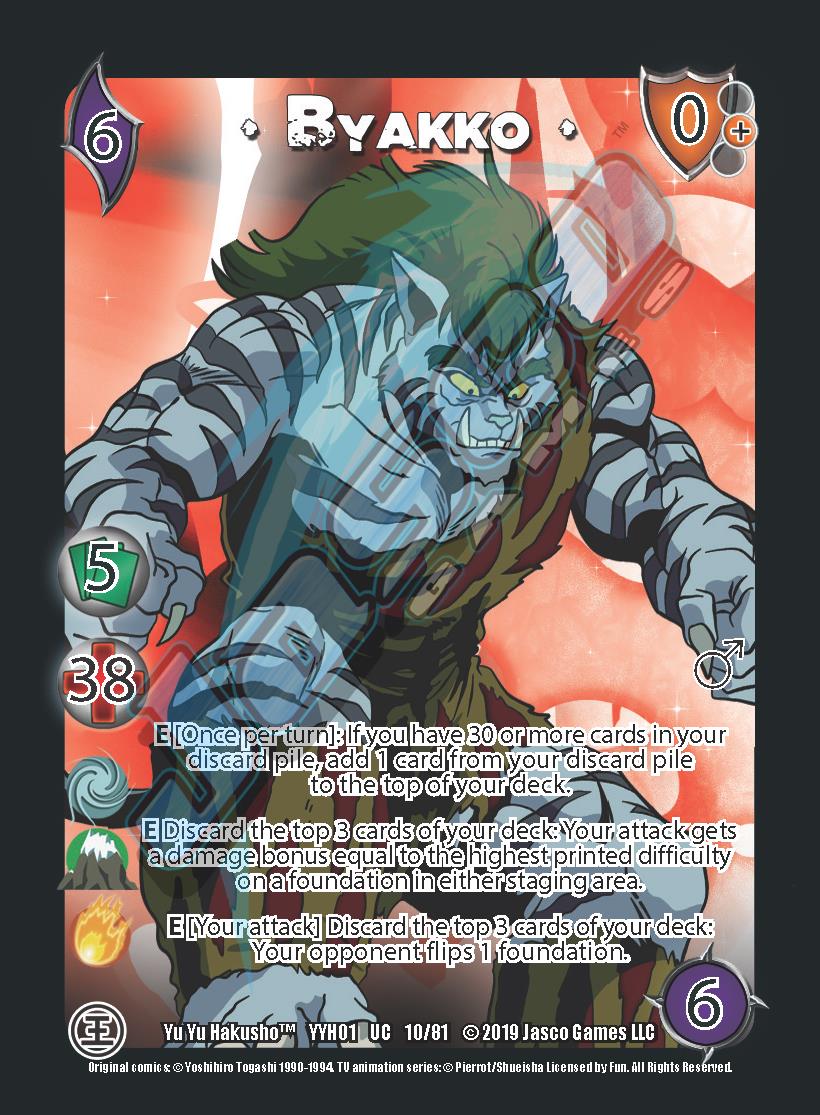 6
Byakko
0
+
TM
5
38
E [Once per turn]: If you have 30 or more cards in your
discard pile, add 1 card from your discard pile
to the top of your deck.
E Discard the top 3 cards of your deck: Your attack gets
a damage bonus equal to the highest printed difficulty
on a foundation in either staging area.
E [Your attack] Discard the top 3 cards of your deck:
Your opponent flips 1 foundation.
6
王
Yu Yu Hakusho™ YYH01 UC 10/81 © 2019 Jasco Games LLC
Original comics: © Yoshihiro Togashi 1990-1994. TV animation series: © Pierrot/Shueisha Licensed by Fun. All Rights Reserved.